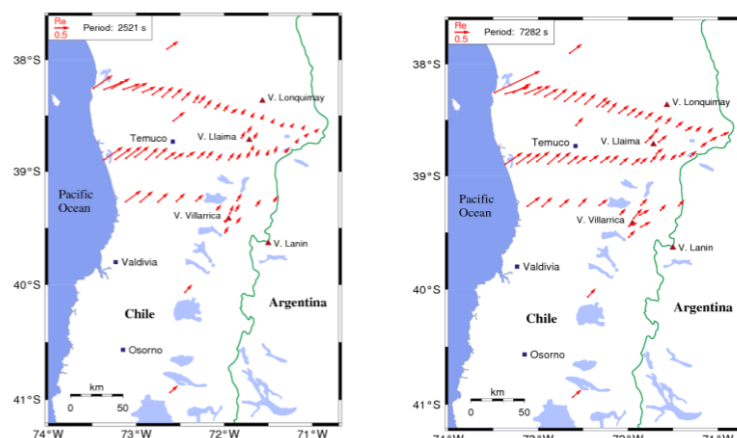 Re
0.5
Period: 2521 s
38°S
V. Lonquimay
Temuco
V. Llaima
39°S
Pacific
Ocean
V. Villarrica
V. Lanin
Valdivia
40°S
Chile
Argentina
Osorno
km
0
50
41°S
74°W
73°W
72°W
71°W
Re
0.5
Period: 7282 s
38°S
V. Lonquimay
Temuco
V. Llaima
39°S
Pacific
Ocean
V. Villarrica
V. Lanin
Valdivia
40°S
Chile
Argentina
Osorno
km
0
50
41°S
74°W